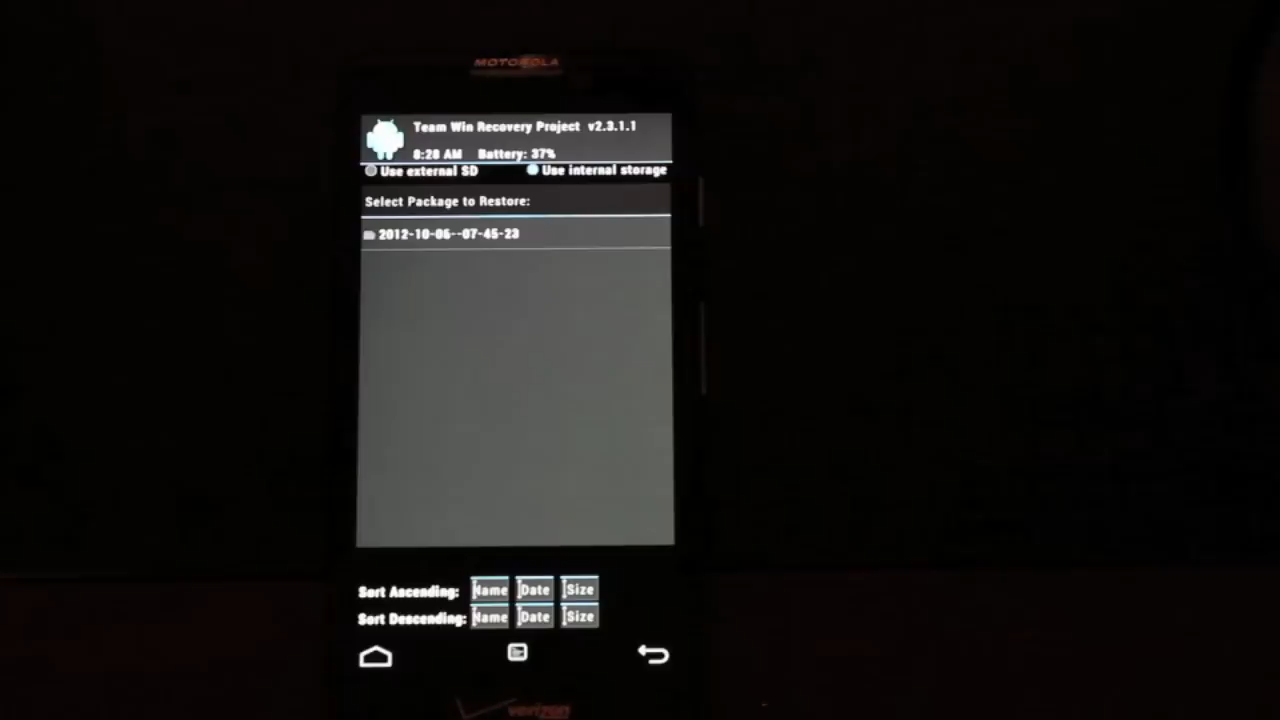 MOTOROLA
Team Win Recovery Project v2.3.1.1
8:28 AM Battery: 37%
Use external SD Use internal storage
Select Package to Restore:
2012-10-06--07-45-23
Sort Ascending: Name Date Size
Sort Descending: Name Date Size
verizon